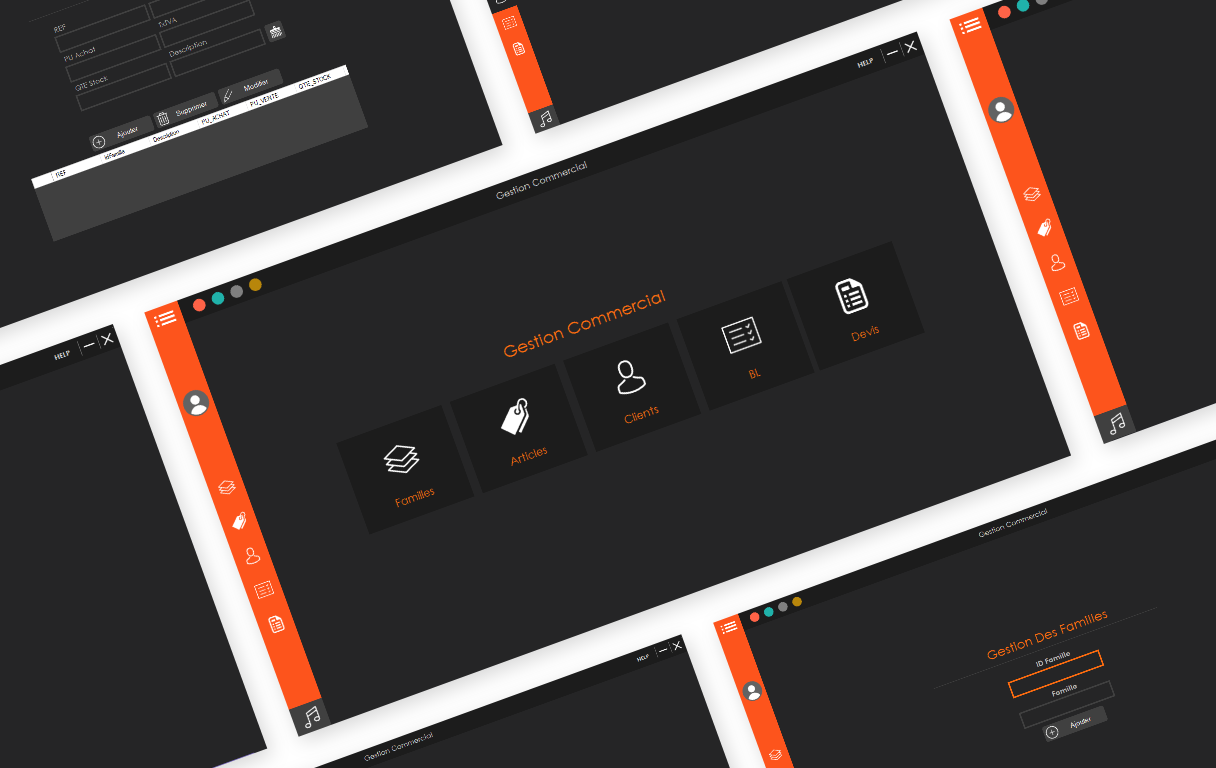 REF
TxTVA
PU Achat
Description
QTE Stock
Ajouter
Supprimer
Modifier
REF
IdFamille
Description
PU_ACHAT
PU_VENTE
QTE_STOCK
HELP
Gestion Commercial
Gestion Commercial
Familles
Articles
Clients
BL
Devis
HELP
HELP
Gestion Commercial
Gestion Commercial
Gestion Des Familles
ID Famille
Famille
Ajouter